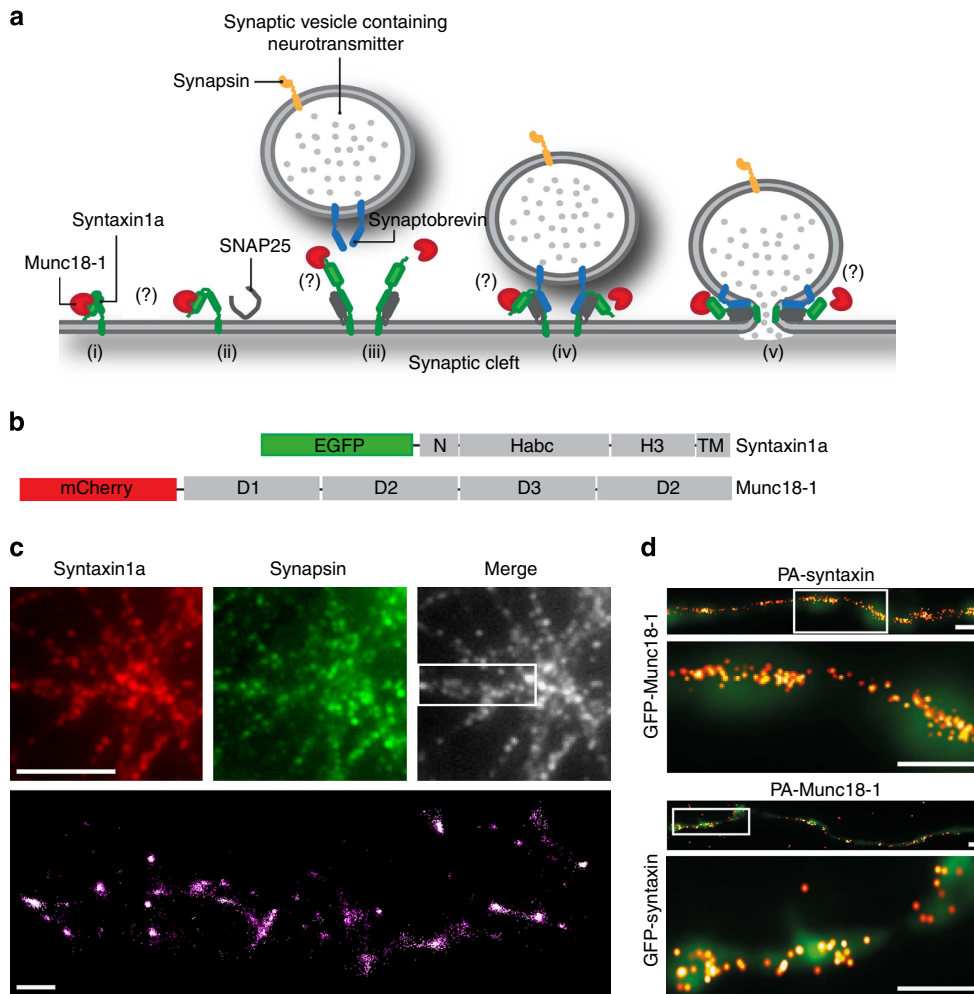 a
Synaptic vesicle containing
neurotransmitter
Synapsin
Syntaxin1a
Synaptobrevin
SNAP25
Munc18-1
(?)
(?)
(?)
(i)
(ii)
(iii)
(iv)
(v)
Synaptic cleft
b
EGFP
N
Habc
H3
TM
Syntaxin1a
mCherry
D1
D2
D3
D2
Munc18-1
c
Syntaxin1a
Synapsin
Merge
d
PA-syntaxin
GFP-Munc18-1
PA-Munc18-1
GFP-syntaxin